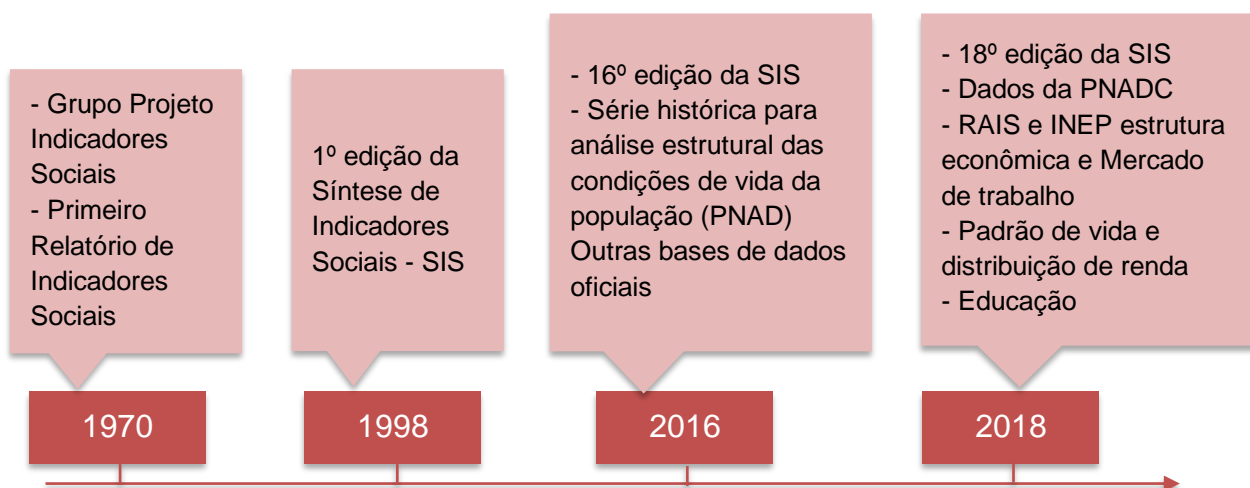 - Grupo Projeto
Indicadores
Sociais
- Primeiro
Relatório de
Indicadores
Sociais
1970
1º edição da
Síntese de
Indicadores
Sociais - SIS
1998
- 16º edição da SIS
- Série histórica para
análise estrutural das
condições de vida da
população (PNAD)
Outras bases de dados
oficiais
2016
- 18º edição da SIS
- Dados da PNADC
- RAIS e INEP estrutura
econômica e Mercado
de trabalho
- Padrão de vida e
distribuição de renda
- Educação
2018